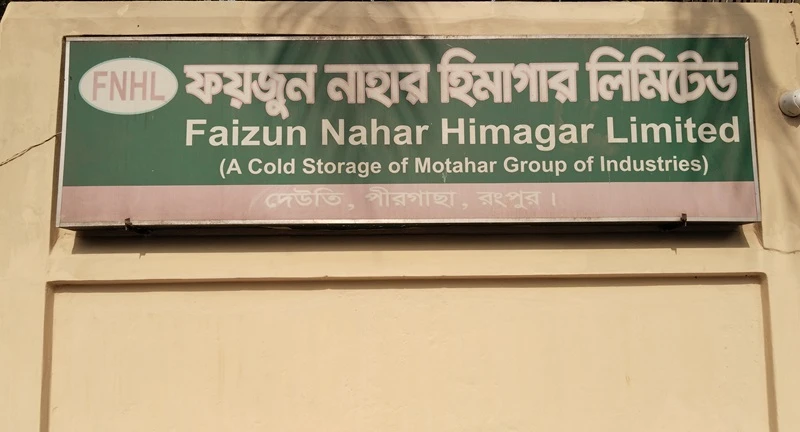 FNHL
ফয়জুন নাহার হিমাগার লিমিটেড
Faizun Nahar Himagar Limited
(A Cold Storage of Motahar Group of Industries)
দেউতি, পীরগাছা, রংপুর।